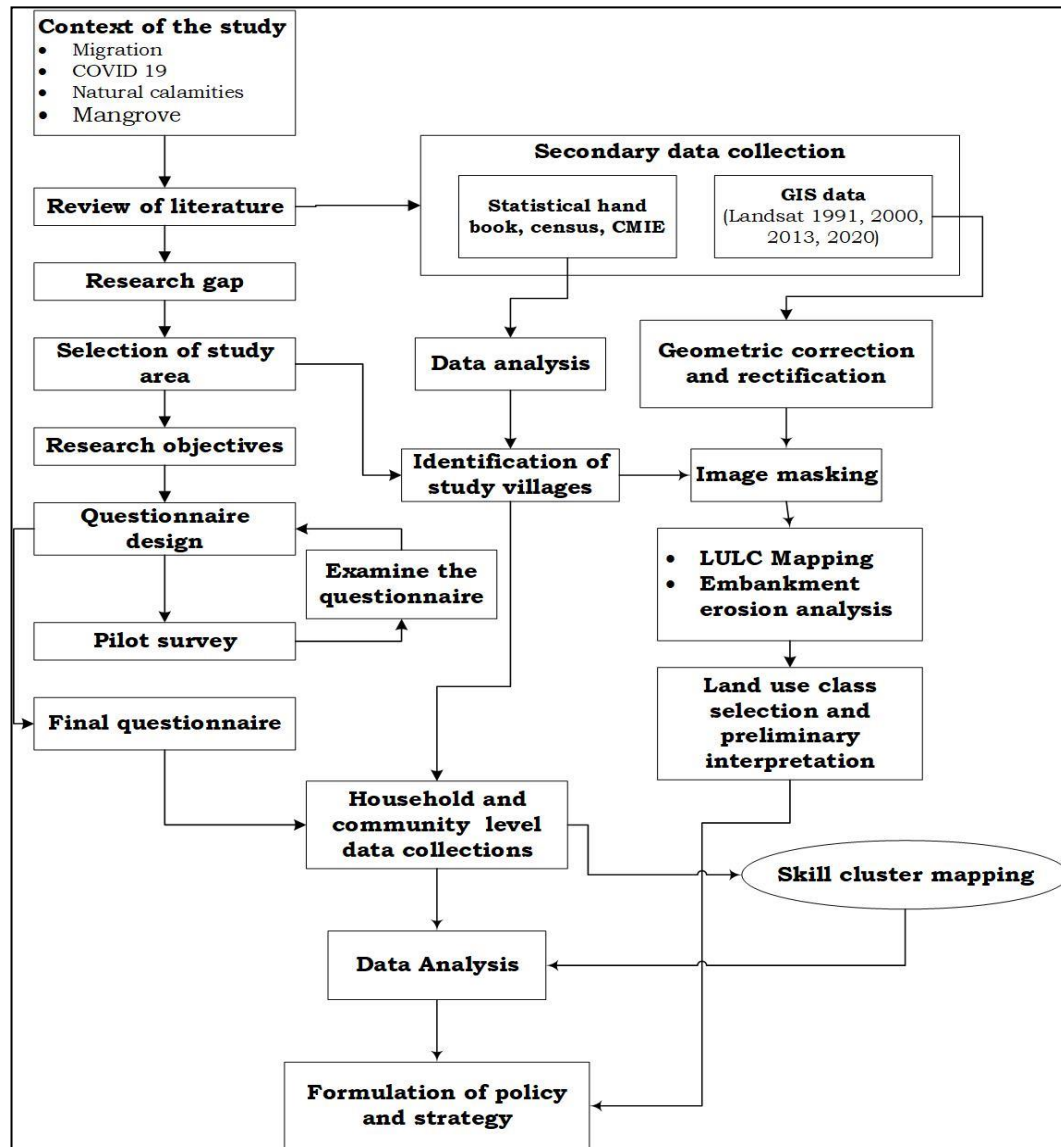 Context of the study
• Migration
• COVID 19
• Natural calamities
• Mangrove
Review of literature
Research gap
Selection of study
area
Research objectives
Questionnaire
design
Examine the
questionnaire
Pilot survey
Final questionnaire
Secondary data collection
Statistical hand
book, census, CMIE
GIS data
(Landsat 1991, 2000,
2013, 2020)
Data analysis
Geometric correction
and rectification
Identification of
study villages
Image masking
• LULC Mapping
• Embankment
erosion analysis
Land use class
selection and
preliminary
interpretation
Household and
community level
data collections
Skill cluster mapping
Data Analysis
Formulation of policy
and strategy